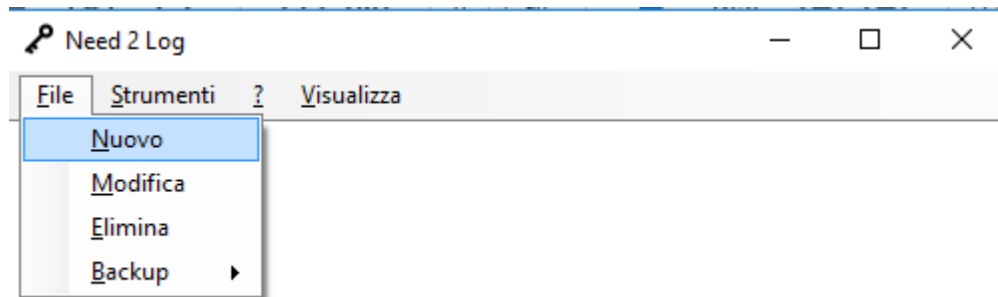 Need 2 Log
File Strumenti ? Visualizza
Nuovo
Modifica
Elimina
Backup